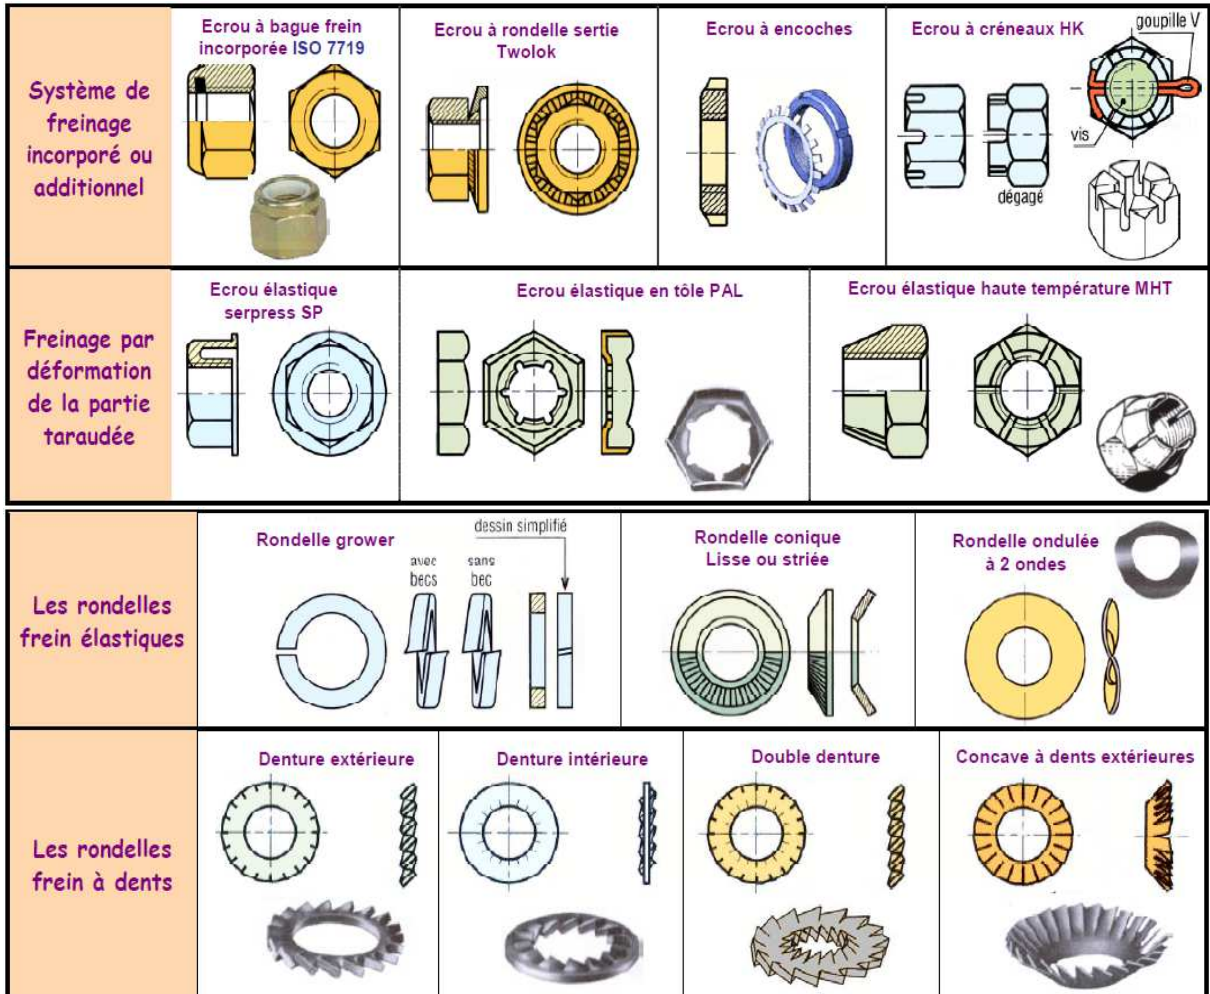 Système de
freinage
incorporé ou
additionnel
Ecrou à bague frein
incorporée ISO 7719
Ecrou à rondelle sertie
Twolok
Ecrou à encoches
Ecrou à créneaux HK
goupille V
vis
dégagé
Freinage par
déformation
de la partie
taraudée
Ecrou élastique
serpress SP
Ecrou élastique en tôle PAL
Ecrou élastique haute température MHT
Les rondelles
frein élastiques
Rondelle grower
avec
becs
sans
bec
dessin simplifié
Rondelle conique
Lisse ou striée
Rondelle ondulée
à 2 ondes
Les rondelles
frein à dents
Denture extérieure
Denture intérieure
Double denture
Concave à dents extérieures